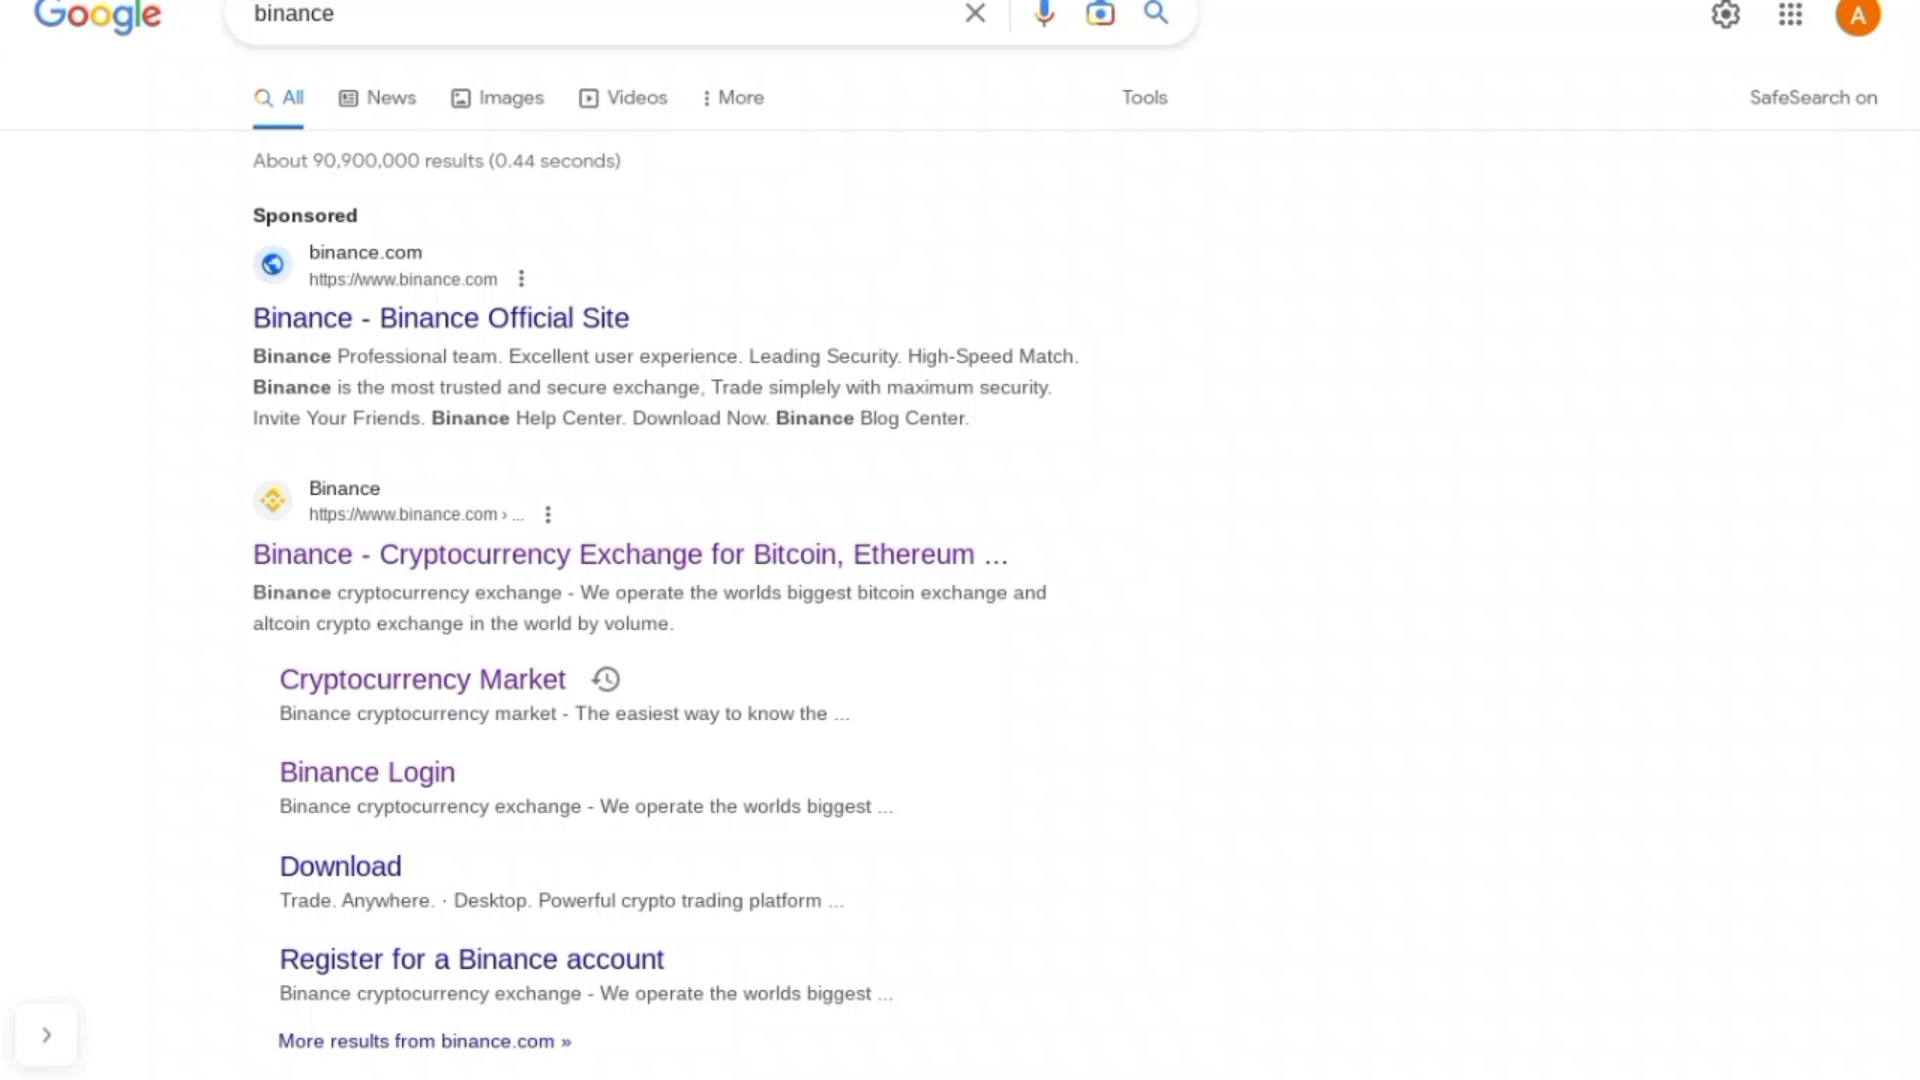 Google
binance
A
All
News
Images
Videos
More
Tools
SafeSearch on
About 90,900,000 results (0.44 seconds)
Sponsored
binance.com
https://www.binance.com
Binance - Binance Official Site
Binance Professional team. Excellent user experience. Leading Security. High-Speed Match.
Binance is the most trusted and secure exchange, Trade simplely with maximum security.
Invite Your Friends. Binance Help Center. Download Now. Binance Blog Center.
Binance
https://www.binance.com › ...
Binance - Cryptocurrency Exchange for Bitcoin, Ethereum ...
Binance cryptocurrency exchange - We operate the worlds biggest bitcoin exchange and
altcoin crypto exchange in the world by volume.
Cryptocurrency Market
Binance cryptocurrency market - The easiest way to know the ...
Binance Login
Binance cryptocurrency exchange - We operate the worlds biggest ...
Download
Trade. Anywhere. · Desktop. Powerful crypto trading platform ...
Register for a Binance account
Binance cryptocurrency exchange - We operate the worlds biggest ...
More results from binance.com »